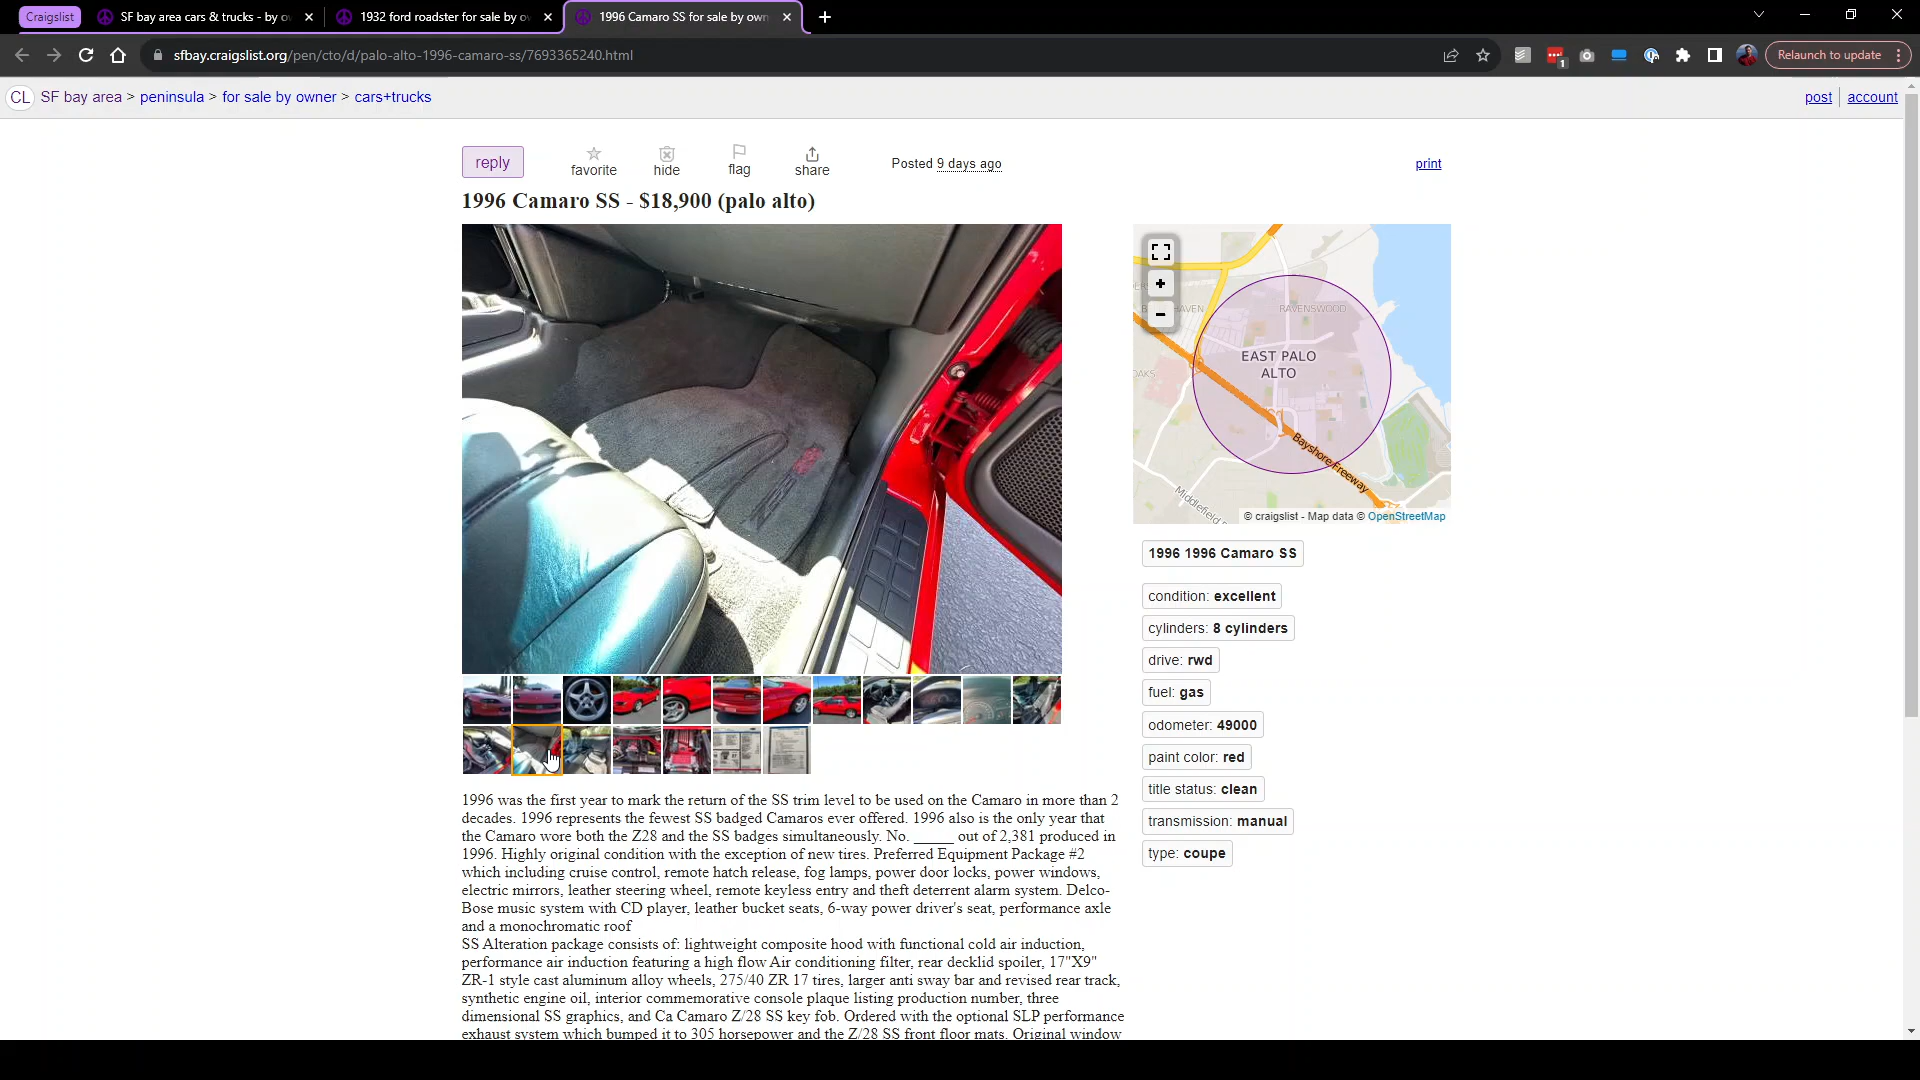 Craigslist
SF bay area cars & trucks - by o
1932 ford roadster for sale by o
1996 Camaro SS for sale by own
sfbay.craigslist.org/pen/cto/d/palo-alto-1996-camaro-ss/7693365240.html
1
Relaunch to update
CL SF bay area > peninsula > for sale by owner > cars+trucks
post account
reply
favorite
hide
flag
share
Posted 9 days ago
print
1996 Camaro SS - $18,900 (palo alto)
+
-
HAVEN
RAVENSWOOD
EAST PALO
ALTO
OAKS
Bayshore Freeway
Middlefield
© craigslist - Map data © OpenStreetMap
1996 1996 Camaro SS
condition: excellent
cylinders: 8 cylinders
drive: rwd
fuel: gas
odometer: 49000
paint color: red
title status: clean
transmission: manual
type: coupe
1996 was the first year to mark the return of the SS trim level to be used on the Camaro in more than 2
decades. 1996 represents the fewest SS badged Camaros ever offered. 1996 also is the only year that
the Camaro wore both the Z28 and the SS badges simultaneously. No. _____ out of 2,381 produced in
1996. Highly original condition with the exception of new tires. Preferred Equipment Package #2
which including cruise control, remote hatch release, fog lamps, power door locks, power windows,
electric mirrors, leather steering wheel, remote keyless entry and theft deterrent alarm system. Delco-
Bose music system with CD player, leather bucket seats, 6-way power driver's seat, performance axle
and a monochromatic roof
SS Alteration package consists of: lightweight composite hood with functional cold air induction,
performance air induction featuring a high flow Air conditioning filter, rear decklid spoiler, 17"X9"
ZR-1 style cast aluminum alloy wheels, 275/40 ZR 17 tires, larger anti sway bar and revised rear track,
synthetic engine oil, interior commemorative console plaque listing production number, three
dimensional SS graphics, and Ca Camaro Z/28 SS key fob. Ordered with the optional SLP performance
exhaust system which bumped it to 305 horsepower and the Z/28 SS front floor mats. Original window